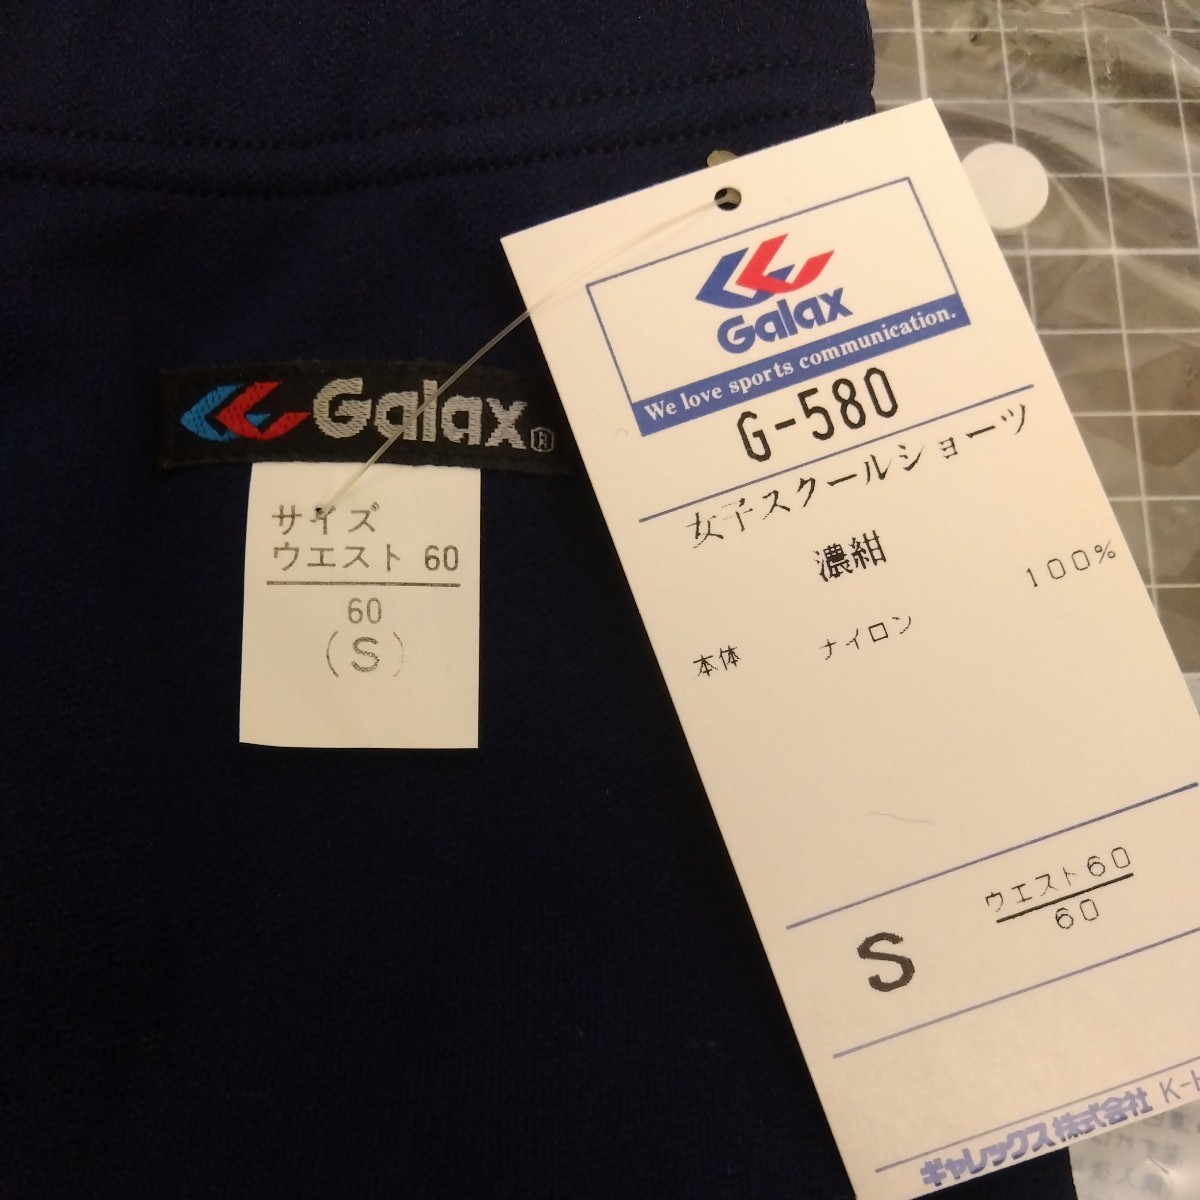 Galax®
サイズ
ウエスト 60
60
(S)
Galax
We love sports communication.
G-580
女子スクールショーツ
濃紺
本体 ナイロン 100%
S ウエスト60
60
ギャレックス株式会社 K-H